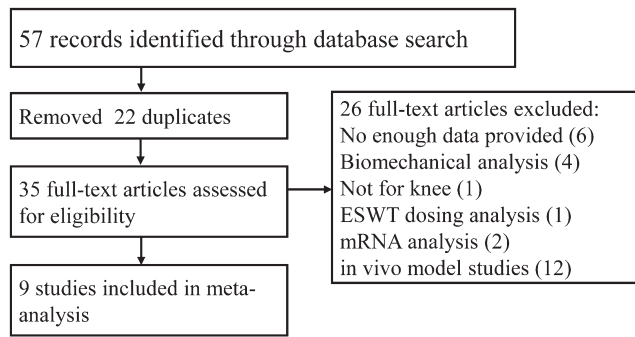 57 records identified through database search
Removed 22 duplicates
35 full-text articles assessed
for eligibility
9 studies included in meta-
analysis
26 full-text articles excluded:
No enough data provided (6)
Biomechanical analysis (4)
Not for knee (1)
ESWT dosing analysis (1)
mRNA analysis (2)
in vivo model studies (12)